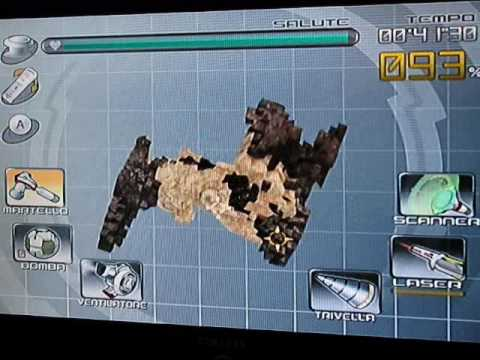 SALUTE
TEMPO
00'41'30
093%
A
MARTELLO
SCANNER
BOMBA
LASER
VENTILATORE
TRIVELLA